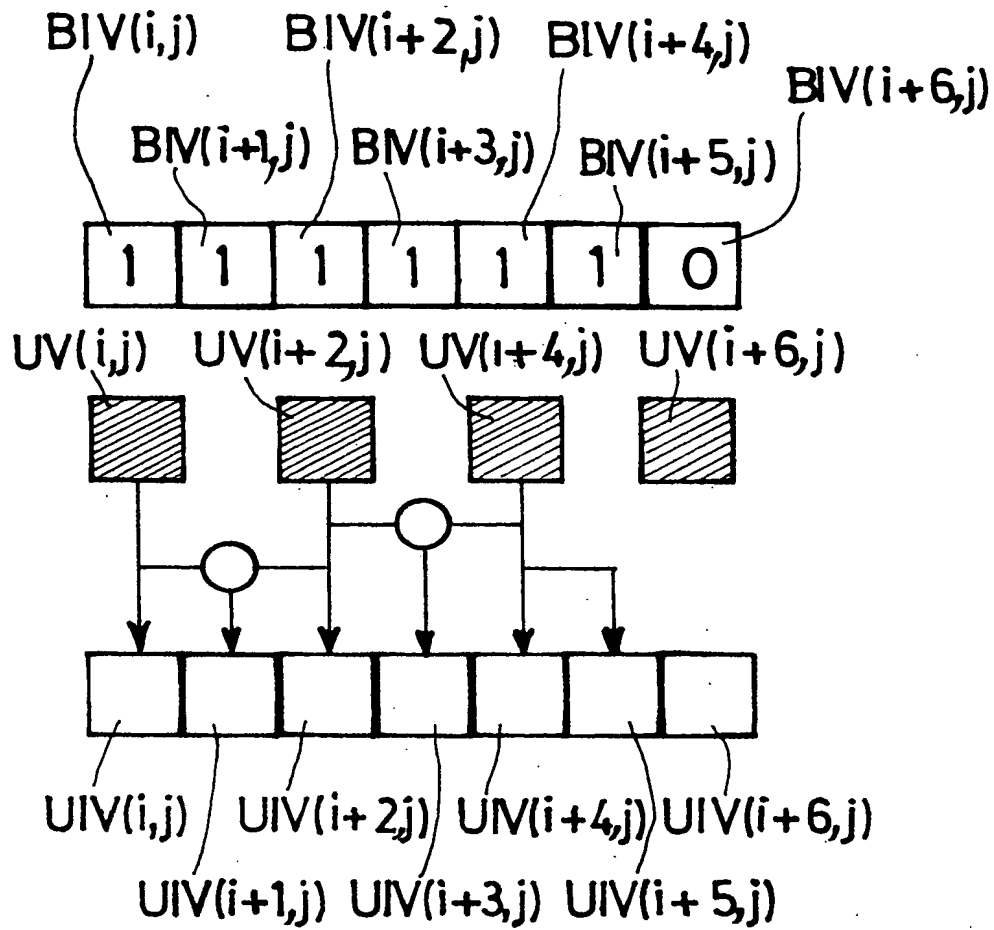 BIV(i,j) BIV(i+2,j) BIV(i+4,j)
BIV(i+6,j)
BIV(i+1,j) BIV(i+3,j) BIV(i+5,j)
1 1 1 1 1 1 0
UV(i,j) UV(i+2,j) UV(i+4,j) UV(i+6,j)
UIV(i,j) UIV(i+2,j) UIV(i+4,j) UIV(i+6,j)
UIV(i+1,j) UIV(i+3,j) UIV(i+5,j)